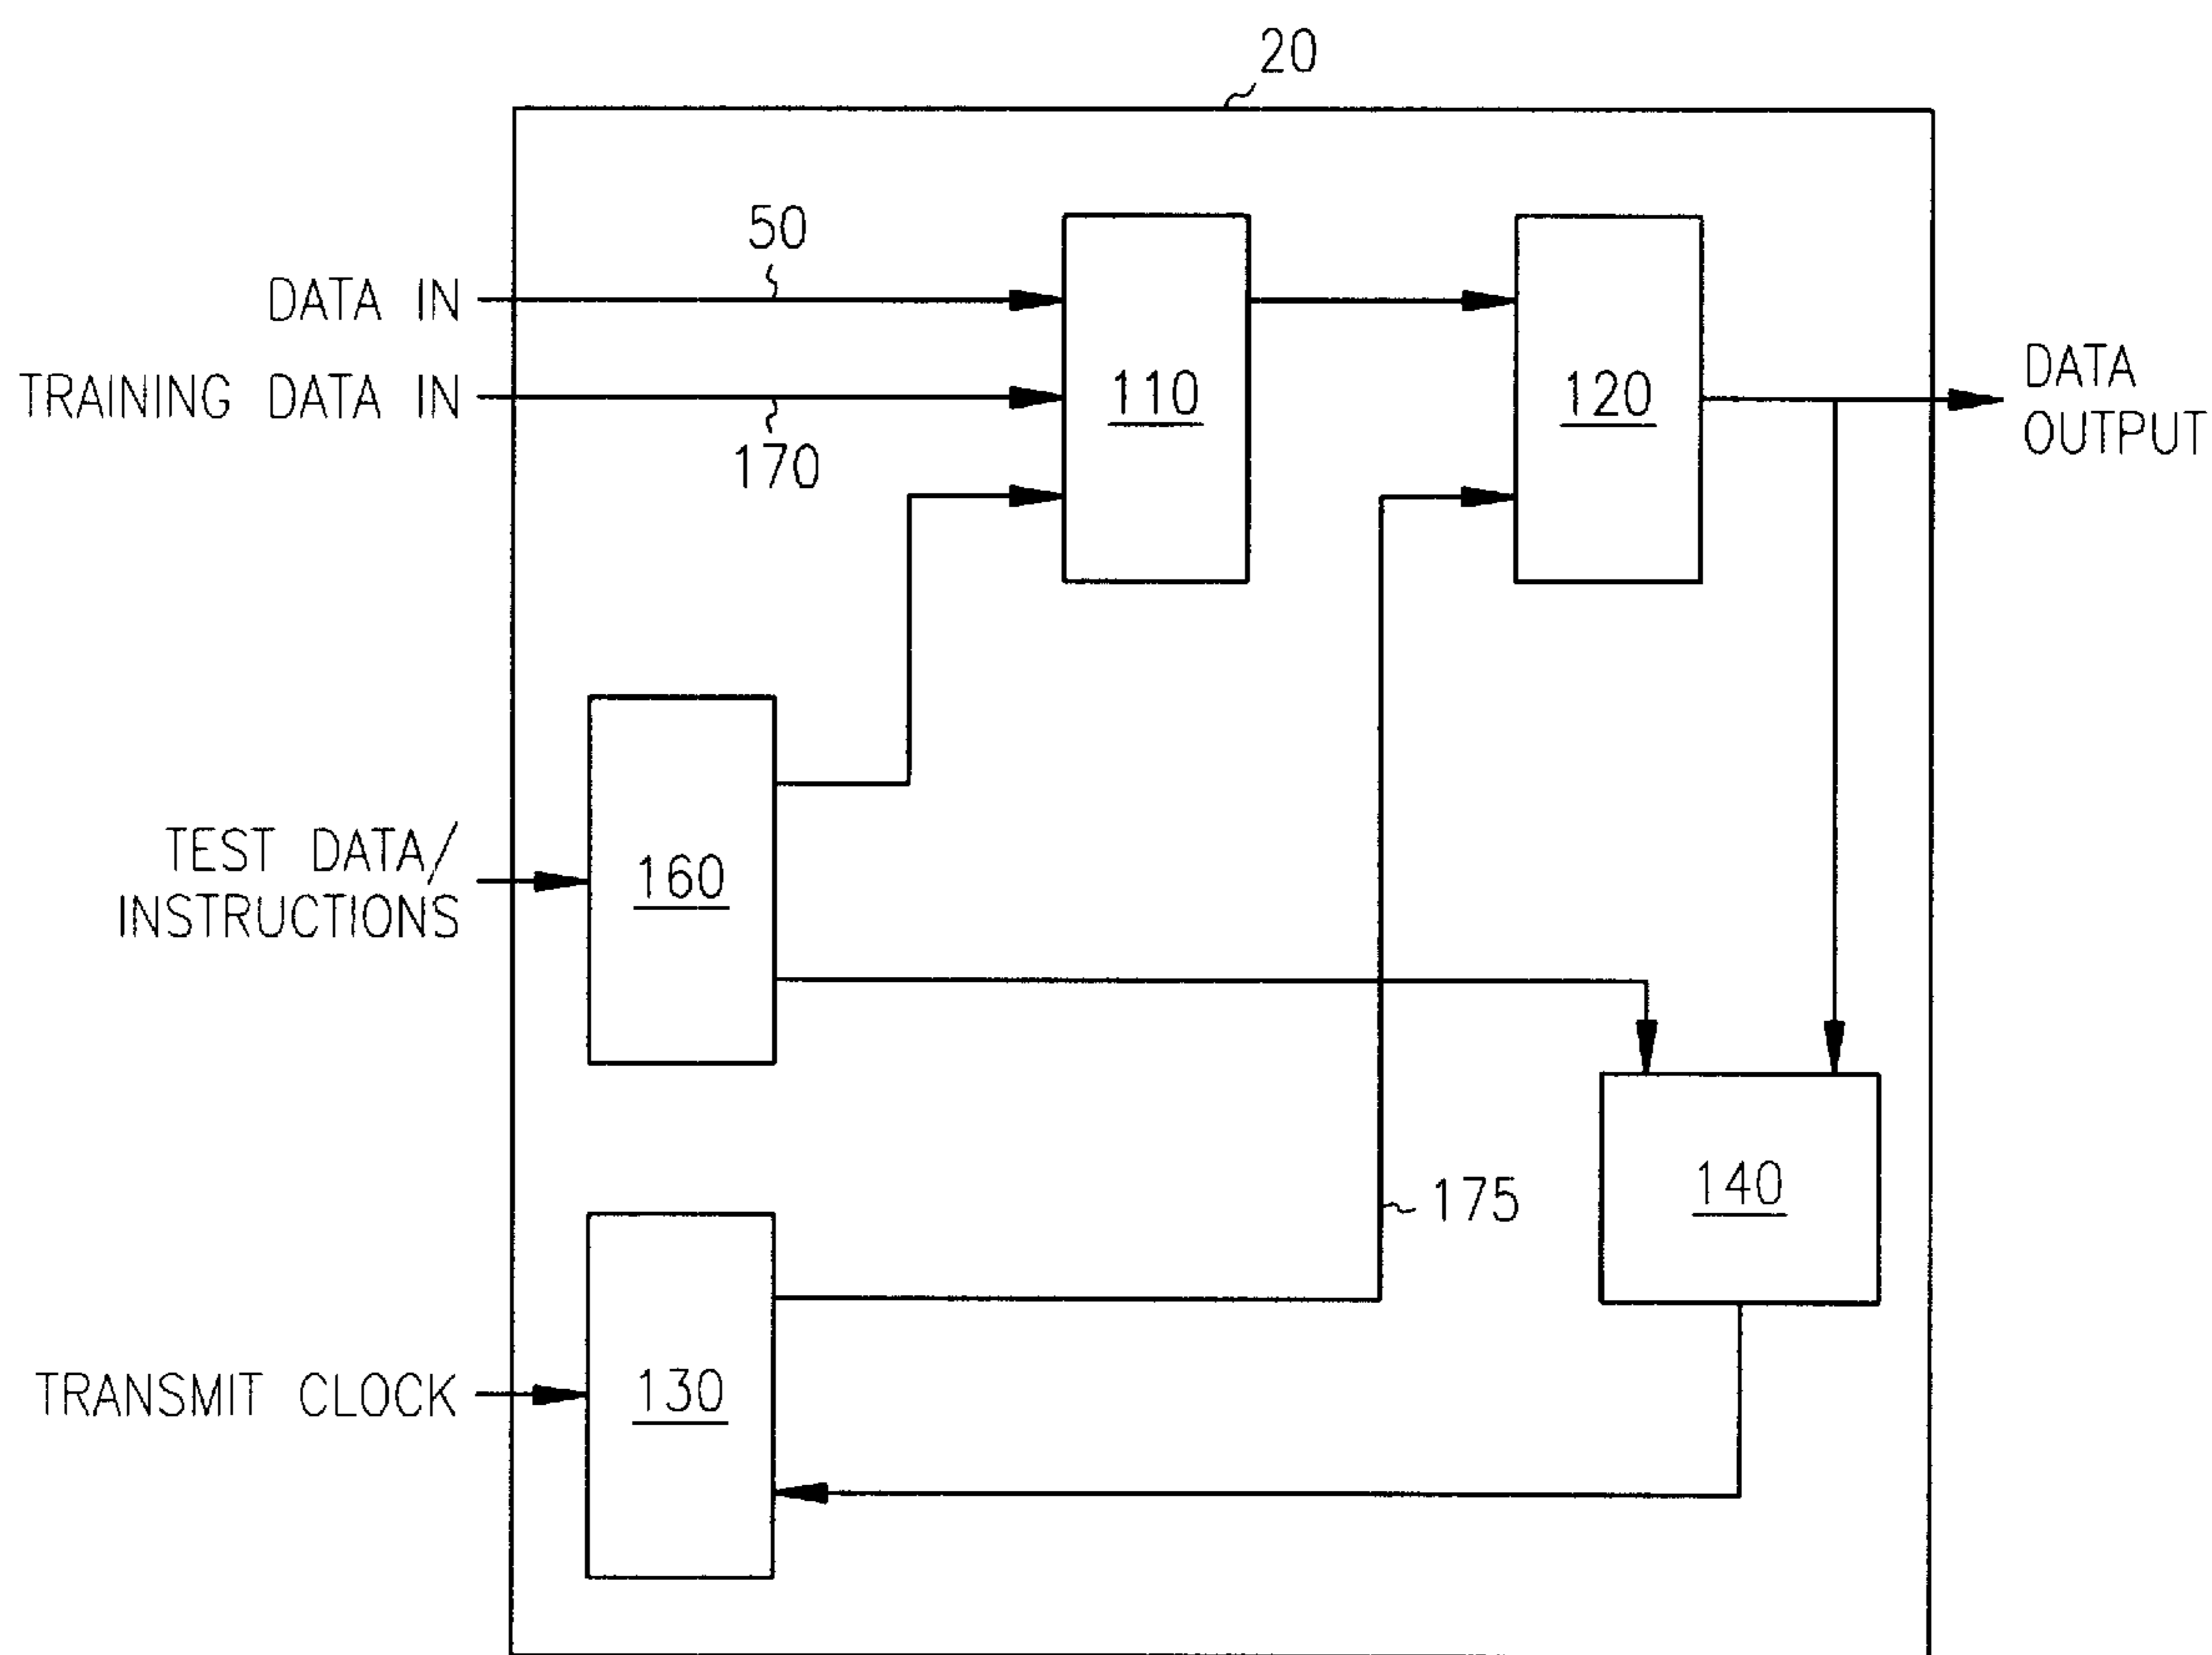 20
50
DATA IN
TRAINING DATA IN
170
110
120
DATA
OUTPUT
TEST DATA/
INSTRUCTIONS
160
175
140
TRANSMIT CLOCK
130